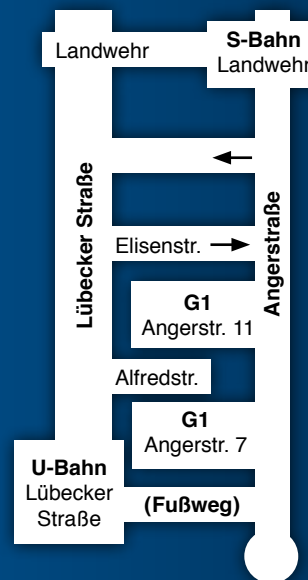 Landwehr
S-Bahn
Landwehr
Lübecker Straße
Angerstraße
Elisenstr.
G1
Angerstr. 11
Alfredstr.
G1
Angerstr. 7
U-Bahn
Lübecker
Straße
(Fußweg)